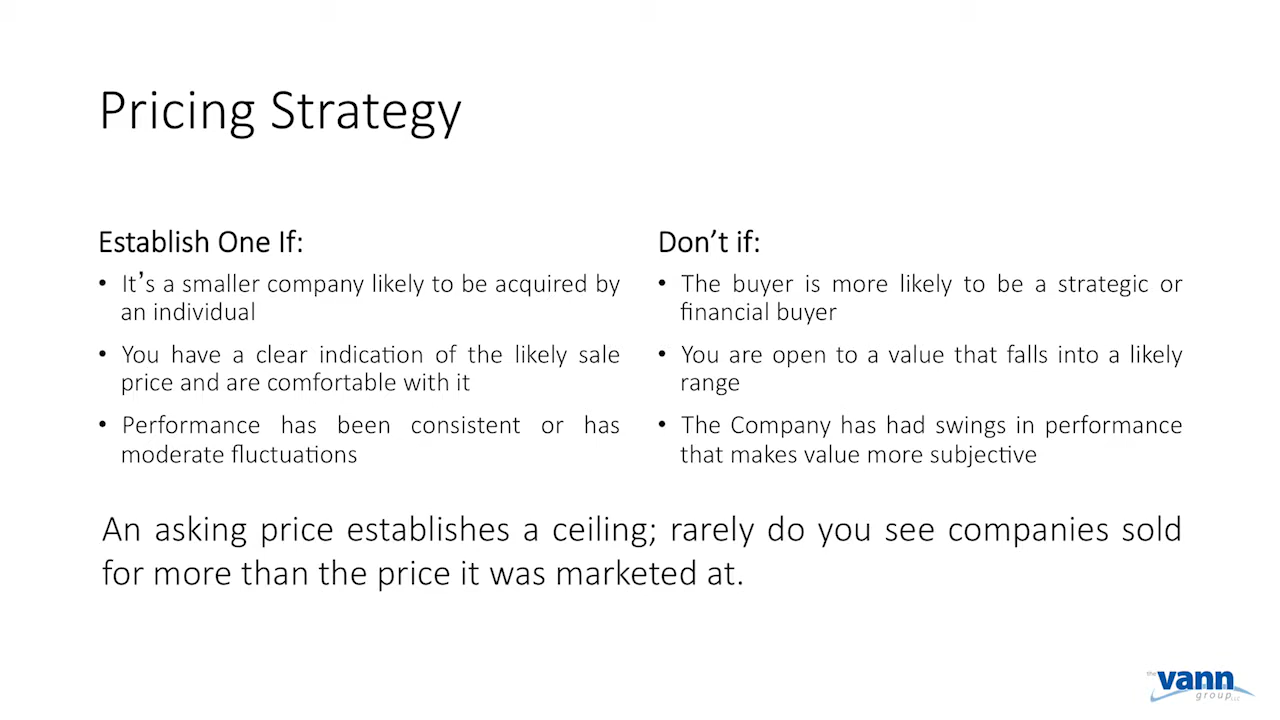 Pricing Strategy
Establish One If:
• It’s a smaller company likely to be acquired by
an individual
• You have a clear indication of the likely sale
price and are comfortable with it
• Performance has been consistent or has
moderate fluctuations
Don’t if:
• The buyer is more likely to be a strategic or
financial buyer
• You are open to a value that falls into a likely
range
• The Company has had swings in performance
that makes value more subjective
An asking price establishes a ceiling; rarely do you see companies sold
for more than the price it was marketed at.
the vann
group LLC